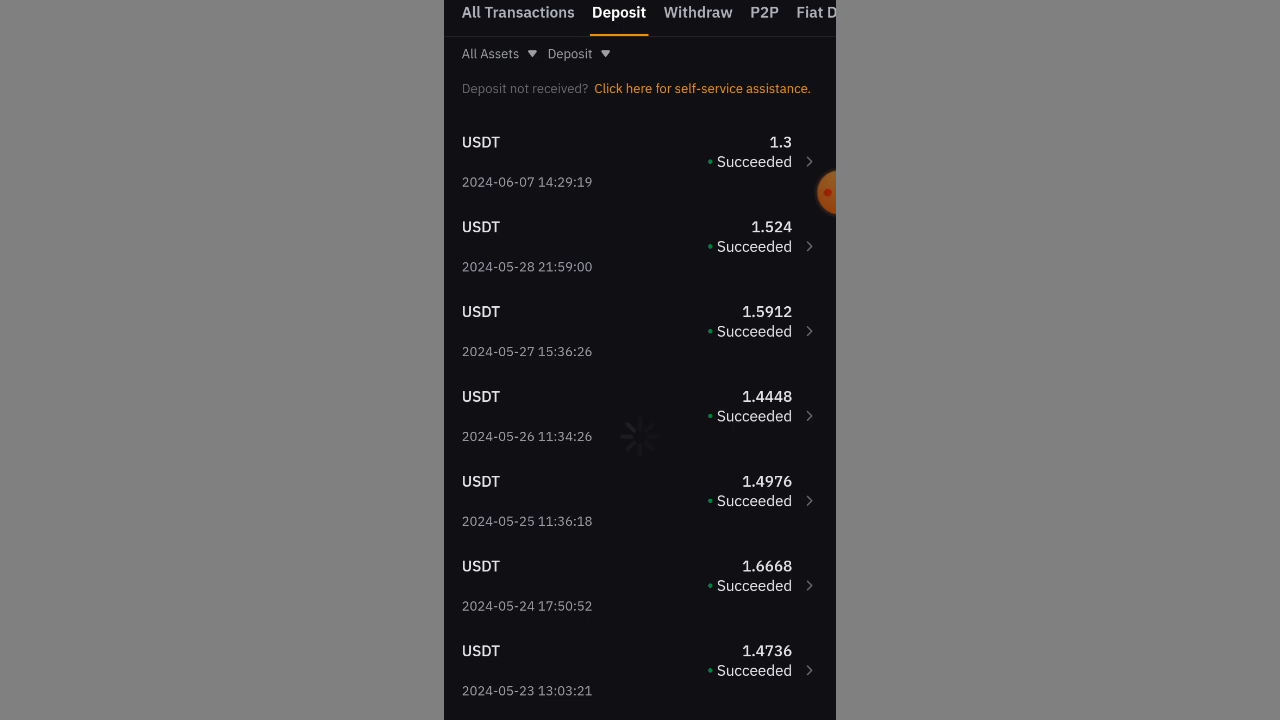 All Transactions Deposit Withdraw P2P Fiat D
All Assets Deposit
Deposit not received? Click here for self-service assistance.
USDT 1.3
Succeeded
2024-06-07 14:29:19
USDT 1.524
Succeeded
2024-05-28 21:59:00
USDT 1.5912
Succeeded
2024-05-27 15:36:26
USDT 1.4448
Succeeded
2024-05-26 11:34:26
USDT 1.4976
Succeeded
2024-05-25 11:36:18
USDT 1.6668
Succeeded
2024-05-24 17:50:52
USDT 1.4736
Succeeded
2024-05-23 13:03:21